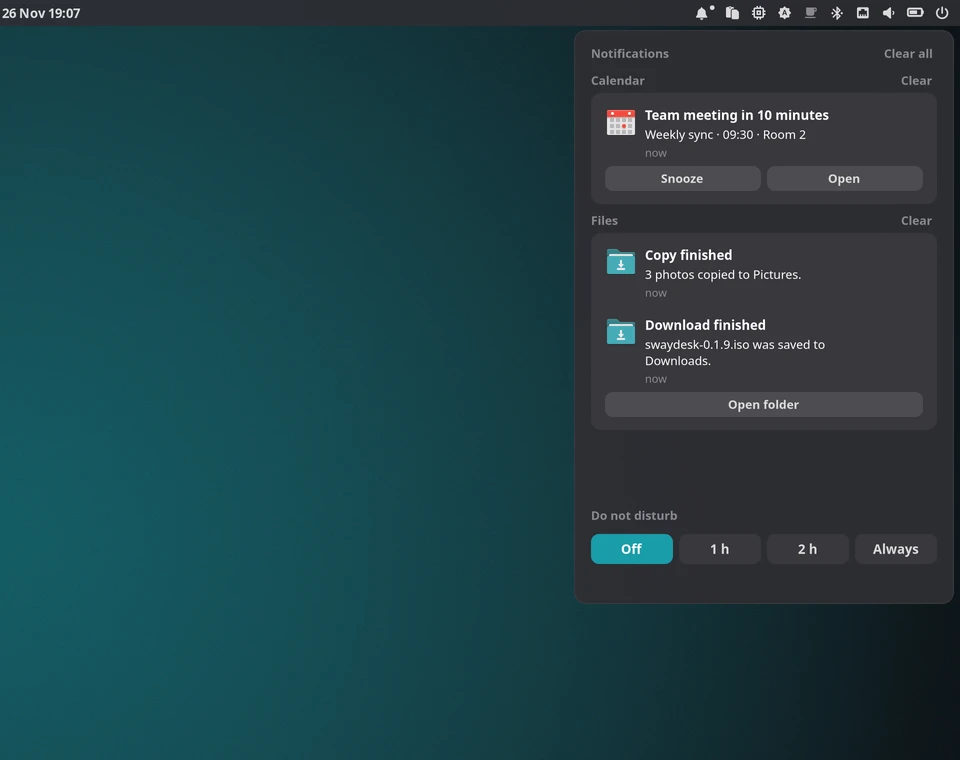 26 Nov 19:07
Notifications Clear all
Calendar Clear
Team meeting in 10 minutes
Weekly sync · 09:30 · Room 2
now
Snooze Open
Files Clear
Copy finished
3 photos copied to Pictures.
now
Download finished
swaydesk-0.1.9.iso was saved to
Downloads.
now
Open folder
Do not disturb
Off 1 h 2 h Always